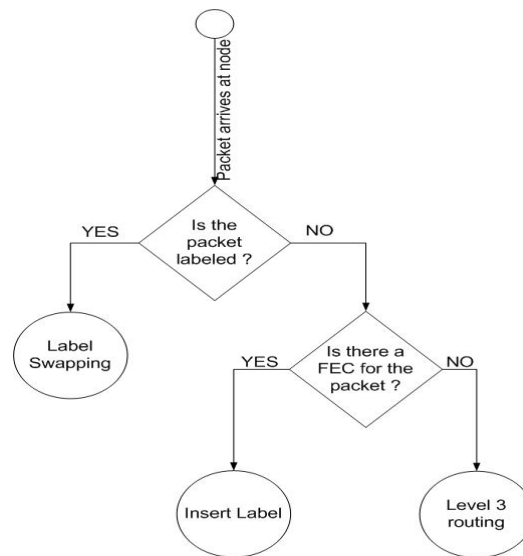 Packet arrives at node
Is the
packet
labeled ?
YES
NO
Label
Swapping
Is there a
FEC for the
packet ?
YES
NO
Insert Label
Level 3
routing